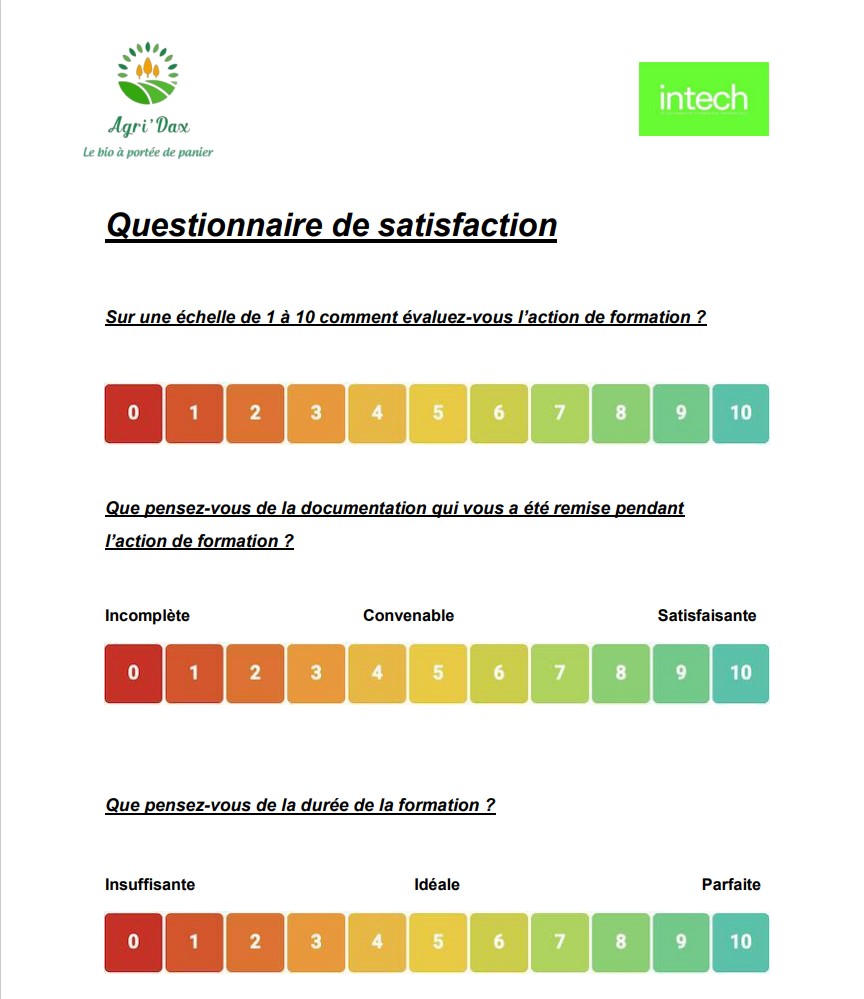 Agri'Dax
Le bio à portée de panier
intech
Questionnaire de satisfaction
Sur une échelle de 1 à 10 comment évaluez-vous l’action de formation ?
0 1 2 3 4 5 6 7 8 9 10
Que pensez-vous de la documentation qui vous a été remise pendant
l’action de formation ?
Incomplète Convenable Satisfaisante
0 1 2 3 4 5 6 7 8 9 10
Que pensez-vous de la durée de la formation ?
Insuffisante Idéale Parfaite
0 1 2 3 4 5 6 7 8 9 10